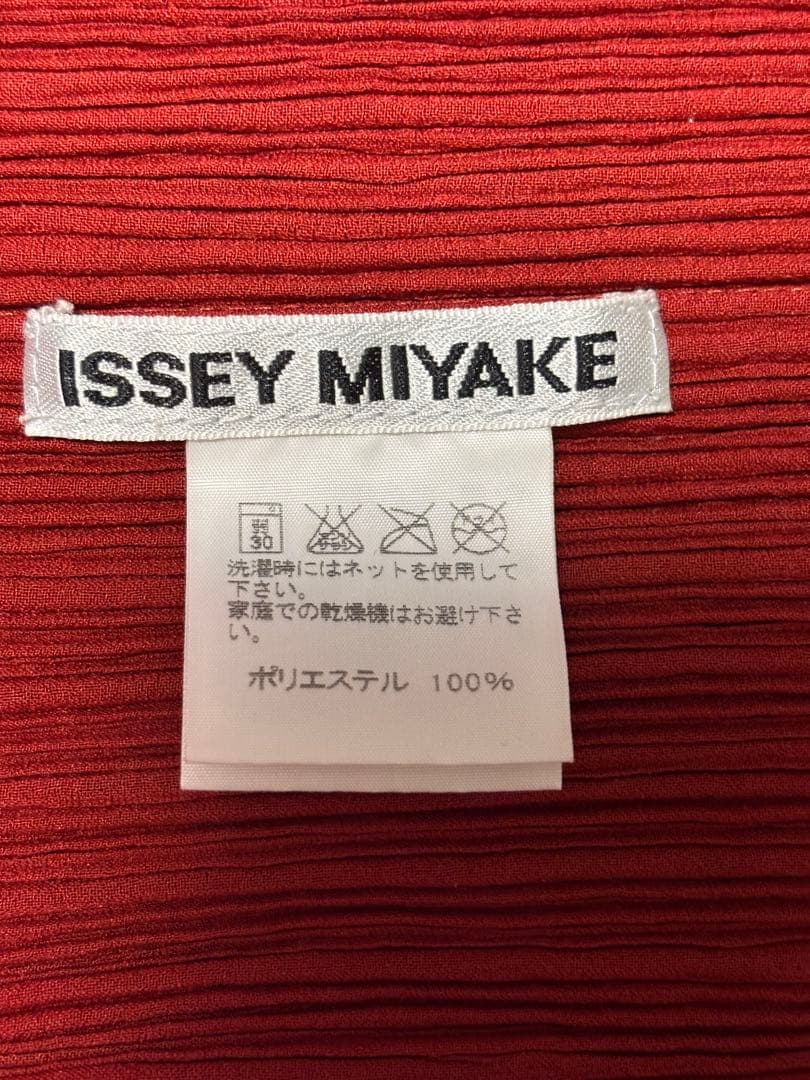 ISSEY MIYAKE
30
洗濯時にはネットを使用して
下さい。
家庭での乾燥機はお避け下さ
い。
ポリエステル 100%